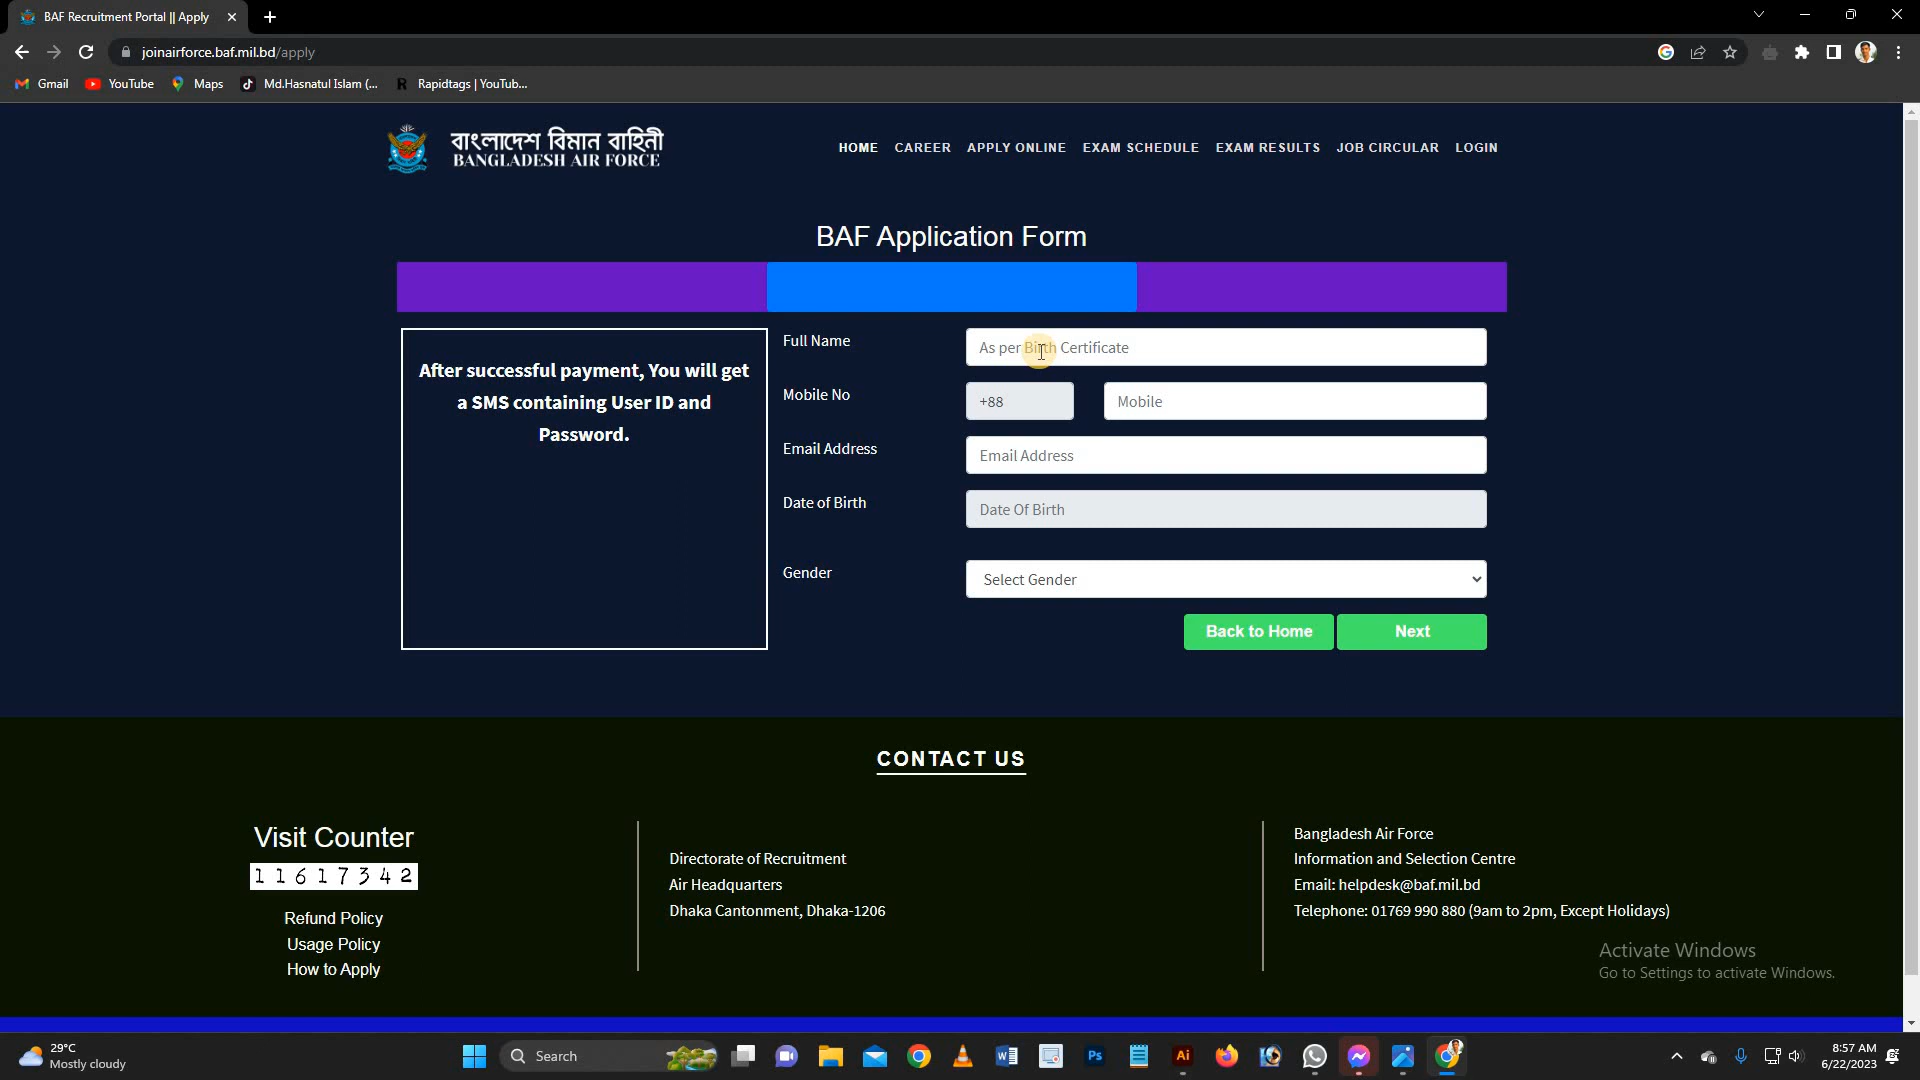 BAF Recruitment Portal || Apply
joinairforce.baf.mil.bd/apply
Gmail YouTube Maps Md.Hasnatul Islam (... Rapidtags | YouTub...
বাংলাদেশ বিমান বাহিনী
BANGLADESH AIR FORCE
HOME CAREER APPLY ONLINE EXAM SCHEDULE EXAM RESULTS JOB CIRCULAR LOGIN
BAF Application Form
After successful payment, You will get
a SMS containing User ID and
Password.
Full Name As per Birth Certificate
Mobile No +88 Mobile
Email Address Email Address
Date of Birth Date Of Birth
Gender Select Gender
Back to Home Next
CONTACT US
Visit Counter
11617342
Refund Policy
Usage Policy
How to Apply
Directorate of Recruitment
Air Headquarters
Dhaka Cantonment, Dhaka-1206
Bangladesh Air Force
Information and Selection Centre
Email: helpdesk@baf.mil.bd
Telephone: 01769 990 880 (9am to 2pm, Except Holidays)
Activate Windows
Go to Settings to activate Windows.
29°C
Mostly cloudy
Search
Ps
Ai
8:57 AM
6/22/2023